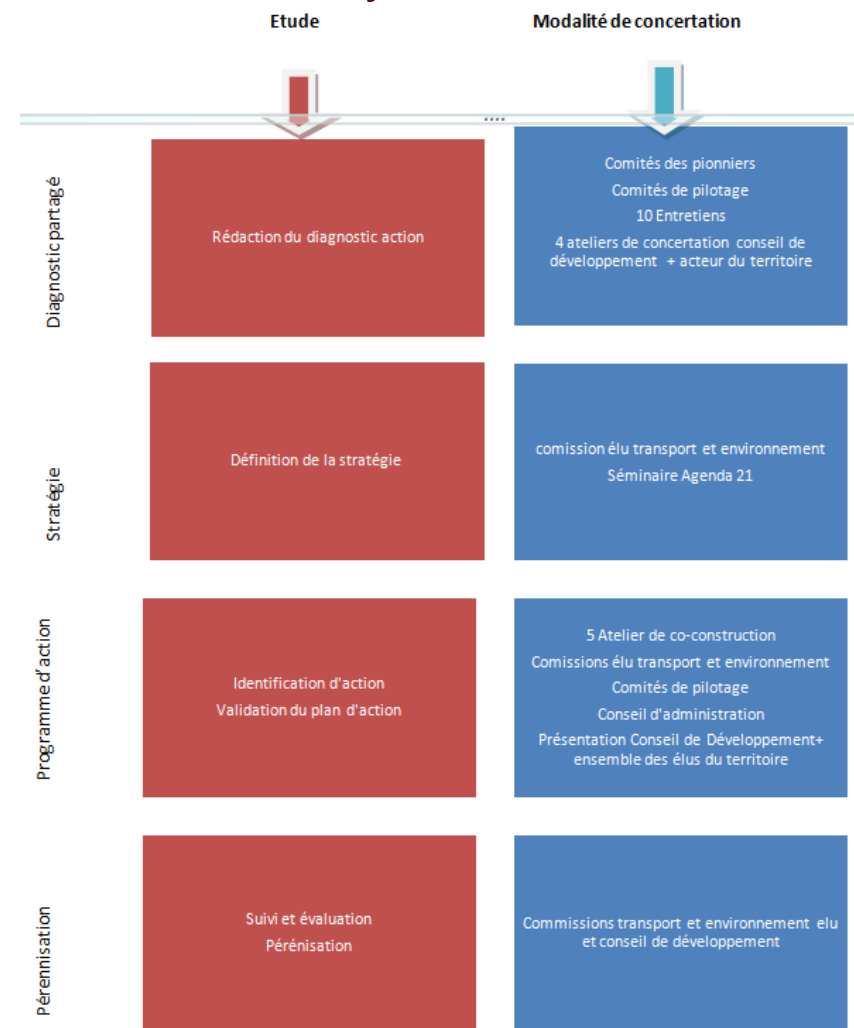 Etude
Modalité de concertation
Diagnostic partagé
Rédaction du diagnostic action
Comités des pionniers
Comités de pilotage
10 Entretiens
4 ateliers de concertation conseil de
développement + acteur du territoire
Stratégie
Définition de la stratégie
comission élu transport et environnement
Séminaire Agenda 21
Programme d'action
Identification d'action
Validation du plan d'action
5 Atelier de co-construction
Comissions élu transport et environnement
Comités de pilotage
Conseil d'administration
Présentation Conseil de Développement+
ensemble des élus du territoire
Pérennisation
Suivi et évaluation
Pérénisation
Commissions transport et environnement elu
et conseil de développement